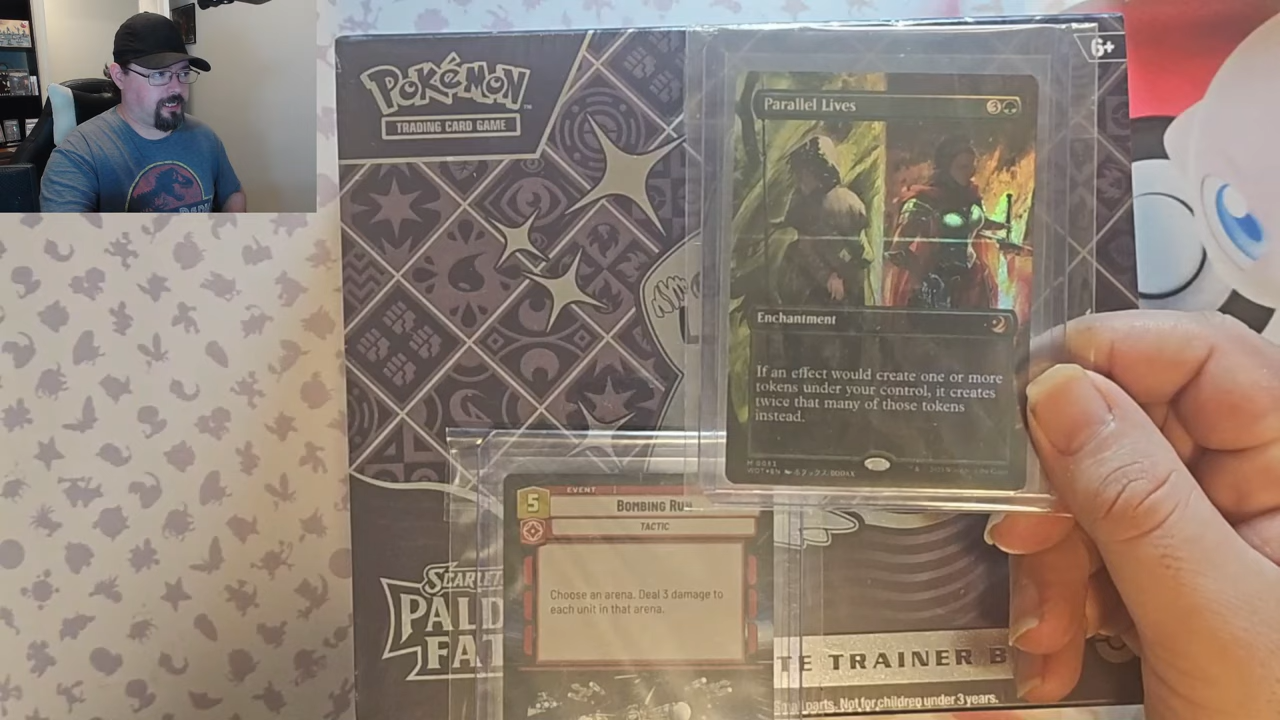 POKéMON
TRADING CARD GAME
6+
Parallel Lives
3
Enchantment
If an effect would create one or more
tokens under your control, it creates
twice that many of those tokens
instead.
5
EVENT
BOMBING RUN
TACTIC
Choose an arena. Deal 3 damage to
each unit in that arena.
SCARLET
PALD
FAT
TE TRAINER B
Small parts. Not for children under 3 years.